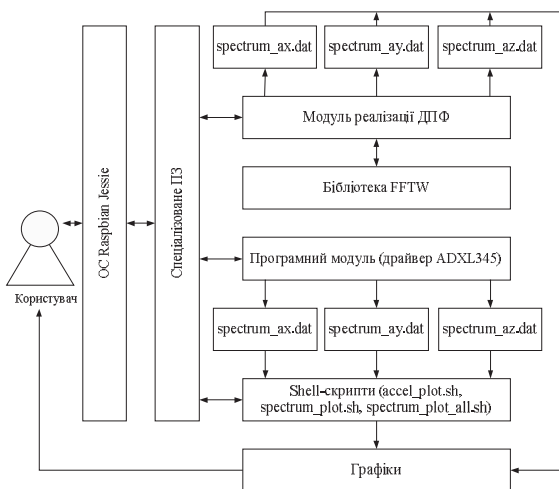 spectrum_ax.dat
spectrum_ay.dat
spectrum_az.dat
Модуль реалізації ДПФ
Бібліотека FFTW
ОС Raspbian Jessie
Спеціалізоване ПЗ
Користувач
Програмний модуль (драйвер ADXL345)
spectrum_ax.dat
spectrum_ay.dat
spectrum_az.dat
Shell-скрипти (accel_plot.sh,
spectrum_plot.sh, spectrum_plot_all.sh)
Графіки